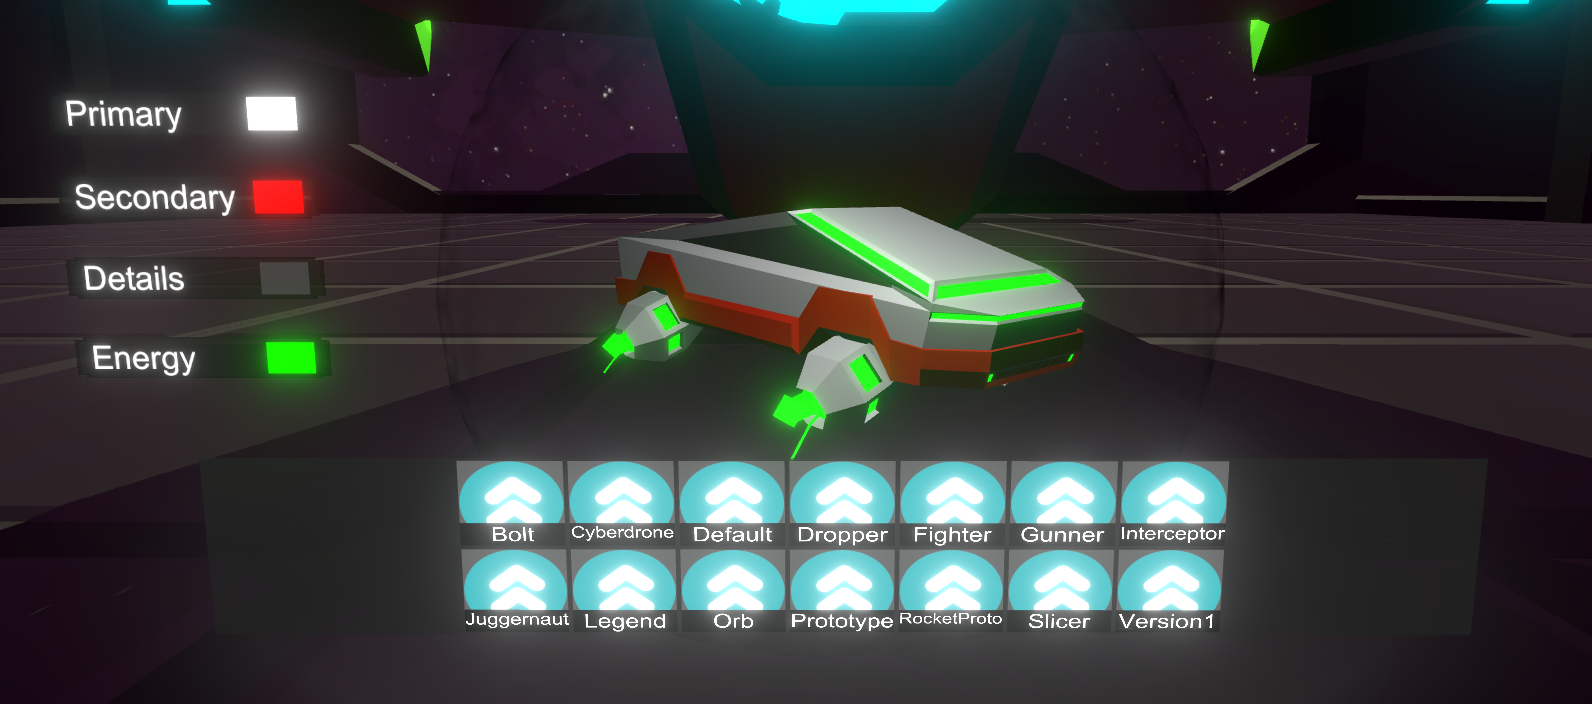 Primary
Secondary
Details
Energy
Bolt Cyberdrone Default Dropper Fighter Gunner Interceptor
Juggernaut Legend Orb Prototype RocketProto Slicer Version1